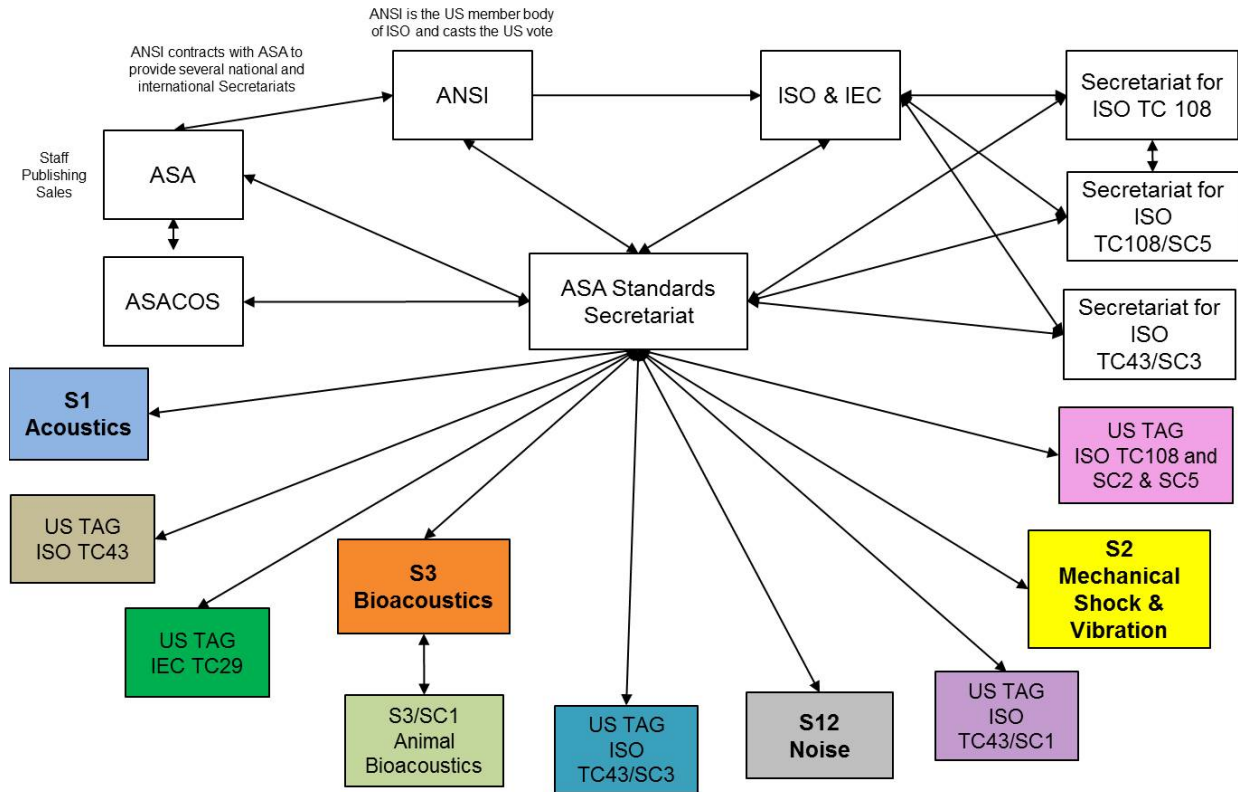 ANSI is the US member body
of ISO and casts the US vote
ANSI contracts with ASA to
provide several national and
international Secretariats
ANSI
ISO & IEC
Secretariat for
ISO TC 108
Staff
Publishing
Sales
ASA
Secretariat for
ISO
TC108/SC5
ASACOS
ASA Standards
Secretariat
Secretariat for
ISO
TC43/SC3
S1
Acoustics
US TAG
ISO TC108 and
SC2 & SC5
US TAG
ISO TC43
S3
Bioacoustics
S2
Mechanical
Shock &
Vibration
US TAG
IEC TC29
S3/SC1
Animal
Bioacoustics
US TAG
ISO
TC43/SC3
S12
Noise
US TAG
ISO
TC43/SC1